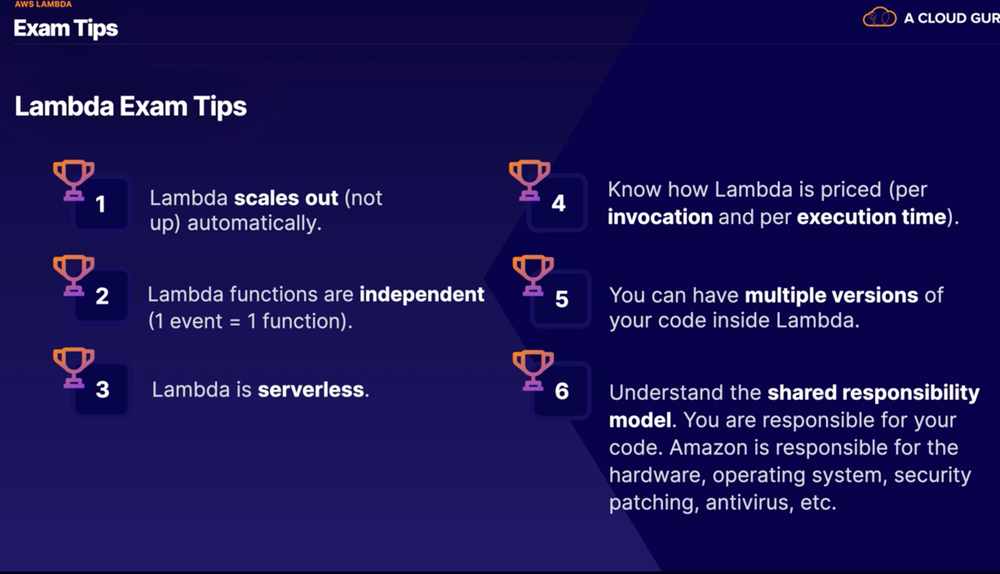 AWS LAMBDA
Exam Tips
A CLOUD GUR
Lambda Exam Tips
1
Lambda scales out (not
up) automatically.
2
Lambda functions are independent
(1 event = 1 function).
3
Lambda is serverless.
4
Know how Lambda is priced (per
invocation and per execution time).
5
You can have multiple versions of
your code inside Lambda.
6
Understand the shared responsibility
model. You are responsible for your
code. Amazon is responsible for the
hardware, operating system, security
patching, antivirus, etc.